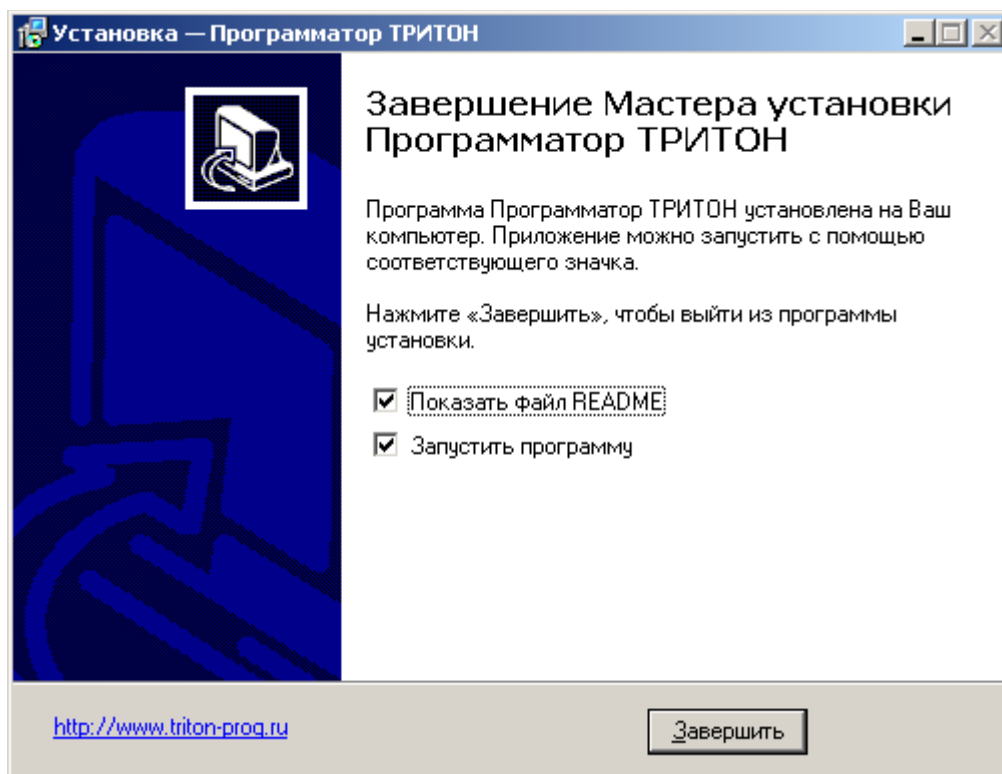 Установка — Программатор ТРИТОН
Завершение Мастера установки
Программатор ТРИТОН
Программа Программатор ТРИТОН установлена на Ваш
компьютер. Приложение можно запустить с помощью
соответствующего значка.
Нажмите «Завершить», чтобы выйти из программы
установки.
Показать файл README
Запустить программу
http://www.triton-prog.ru
Завершить